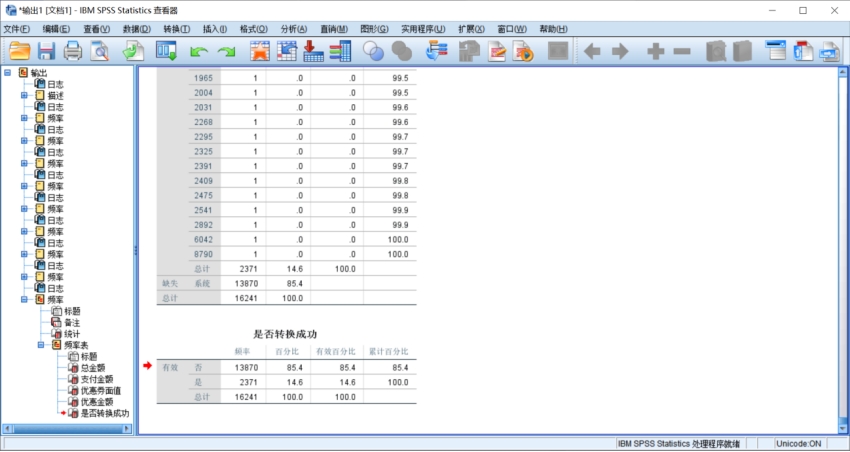 *输出1 [文档1] - IBM SPSS Statistics 查看器
文件(F) 编辑(E) 查看(V) 数据(D) 转换(T) 插入(I) 格式(O) 分析(A) 直销(M) 图形(G) 实用程序(U) 扩展(X) 窗口(W) 帮助(H)
输出
日志
描述
日志
频率
日志
频率
日志
频率
日志
频率
日志
频率
日志
频率
日志
频率
日志
频率
日志
频率
标题
备注
统计
频率表
标题
总金额
支付金额
优惠券面值
优惠金额
是否转换成功
1965 1 .0 .0 99.5
2004 1 .0 .0 99.5
2031 1 .0 .0 99.6
2268 1 .0 .0 99.6
2295 1 .0 .0 99.7
2325 1 .0 .0 99.7
2391 1 .0 .0 99.7
2409 1 .0 .0 99.8
2475 1 .0 .0 99.8
2541 1 .0 .0 99.9
2892 1 .0 .0 99.9
6042 1 .0 .0 100.0
8790 1 .0 .0 100.0
总计 2371 14.6 100.0
缺失 系统 13870 85.4
总计 16241 100.0
是否转换成功
频率 百分比 有效百分比 累计百分比
有效 否 13870 85.4 85.4 85.4
是 2371 14.6 14.6 100.0
总计 16241 100.0 100.0
IBM SPSS Statistics 处理程序就绪 Unicode:ON